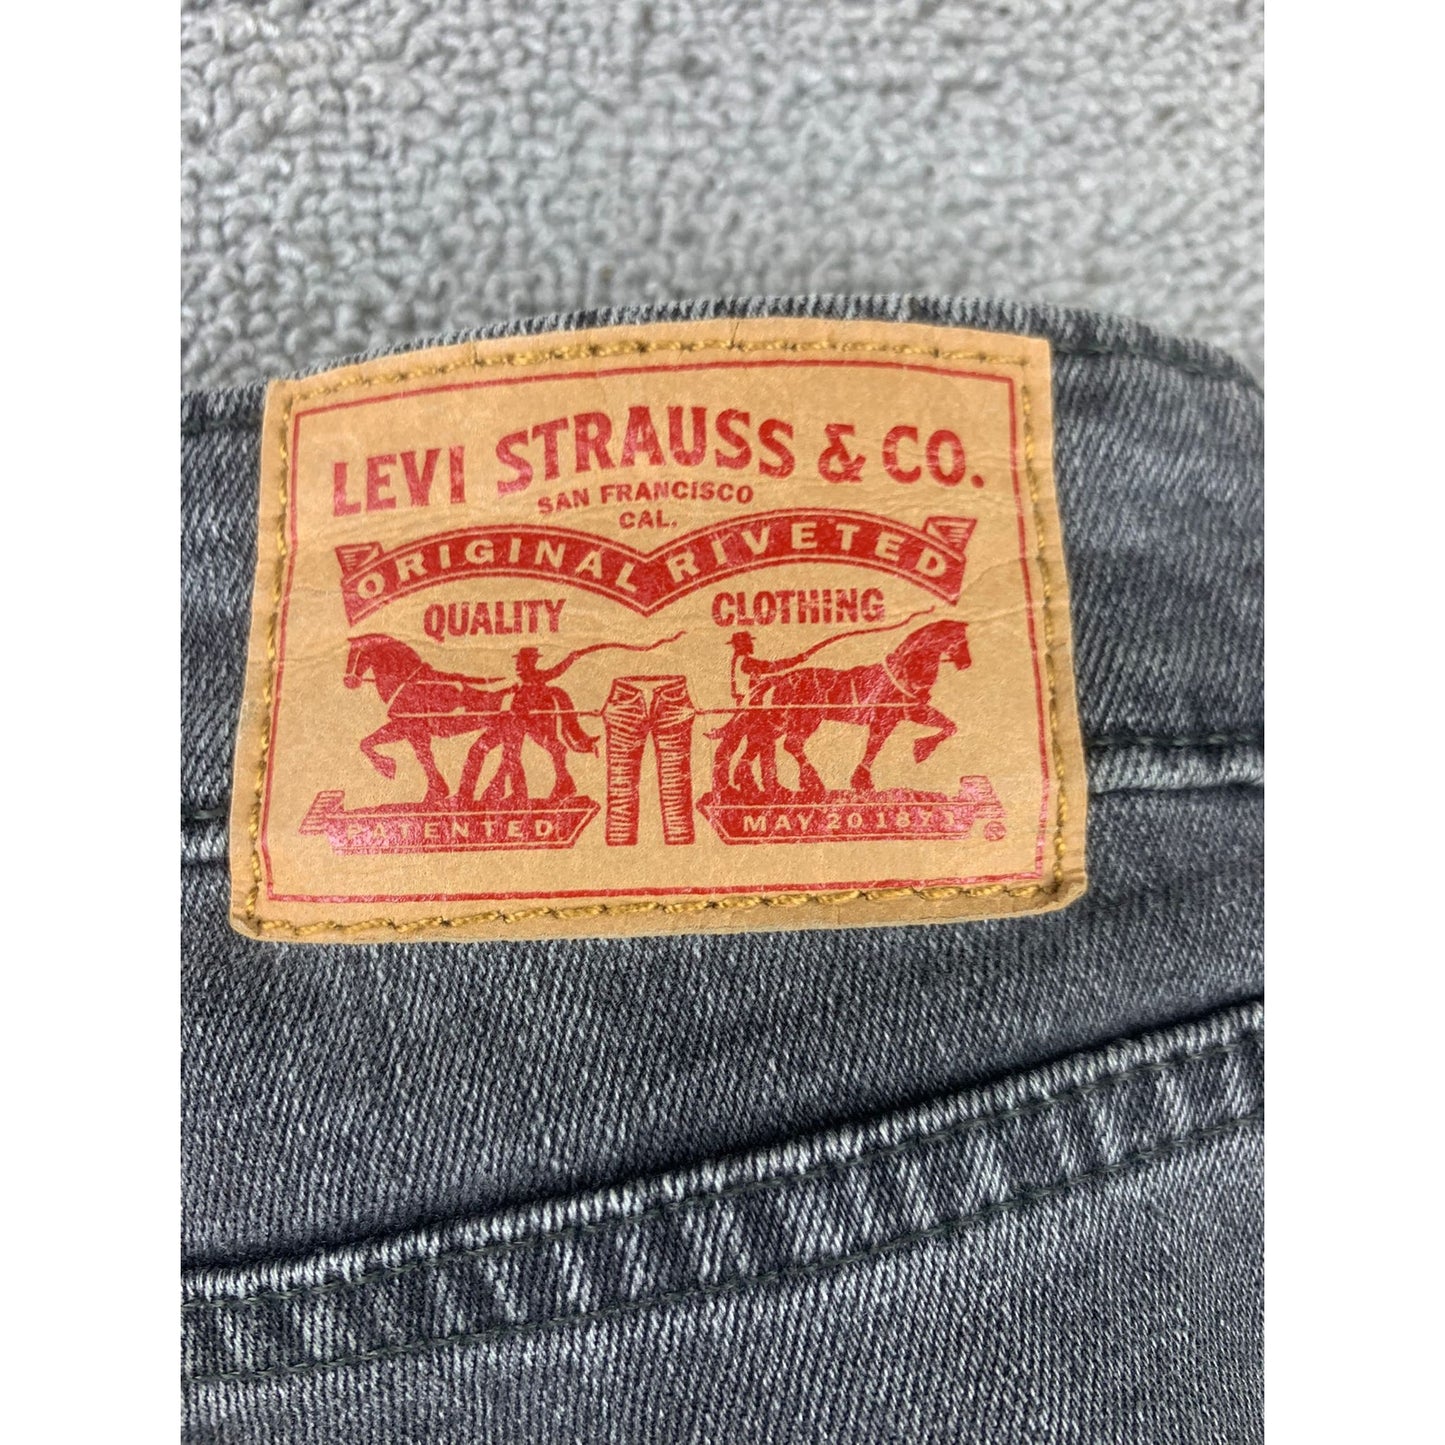 LEVI STRAUSS & CO.
SAN FRANCISCO
CAL.
ORIGINAL RIVETED
QUALITY CLOTHING
PATENTED MAY 20 1873
®